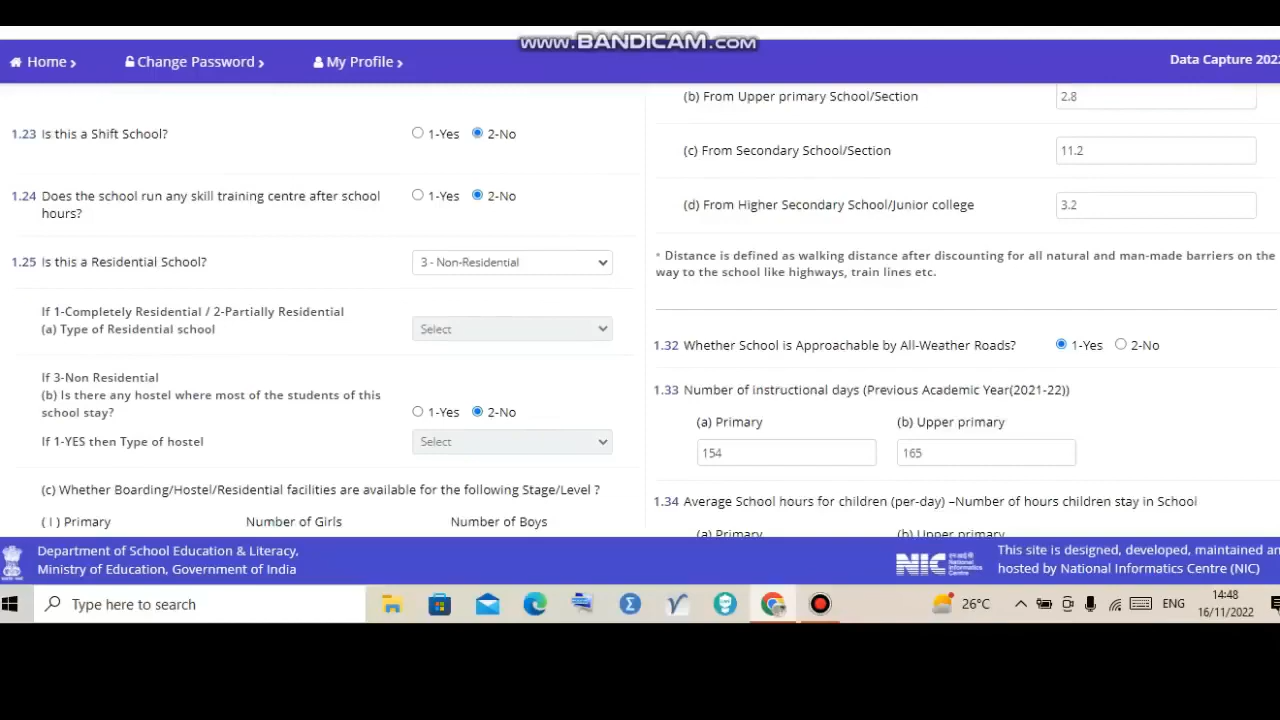 www.BANDICAM.com
Home
Change Password
My Profile
Data Capture 202
1.23 Is this a Shift School?
1-Yes 2-No
1.24 Does the school run any skill training centre after school
hours?
1-Yes 2-No
1.25 Is this a Residential School?
3 - Non-Residential
If 1-Completely Residential / 2-Partially Residential
(a) Type of Residential school
Select
If 3-Non Residential
(b) Is there any hostel where most of the students of this
school stay?
1-Yes 2-No
If 1-YES then Type of hostel
Select
(c) Whether Boarding/Hostel/Residential facilities are available for the following Stage/Level ?
( I ) Primary Number of Girls Number of Boys
(b) From Upper primary School/Section
2.8
(c) From Secondary School/Section
11.2
(d) From Higher Secondary School/Junior college
3.2
* Distance is defined as walking distance after discounting for all natural and man-made barriers on the
way to the school like highways, train lines etc.
1.32 Whether School is Approachable by All-Weather Roads?
1-Yes 2-No
1.33 Number of instructional days (Previous Academic Year(2021-22))
(a) Primary (b) Upper primary
154 165
1.34 Average School hours for children (per-day) –Number of hours children stay in School
(a) Primary (b) Upper primary
Department of School Education & Literacy,
Ministry of Education, Government of India
NIC
National
Informatics
Centre
This site is designed, developed, maintained an
hosted by National Informatics Centre (NIC)
Type here to search
26°C
ENG
14:48
16/11/2022